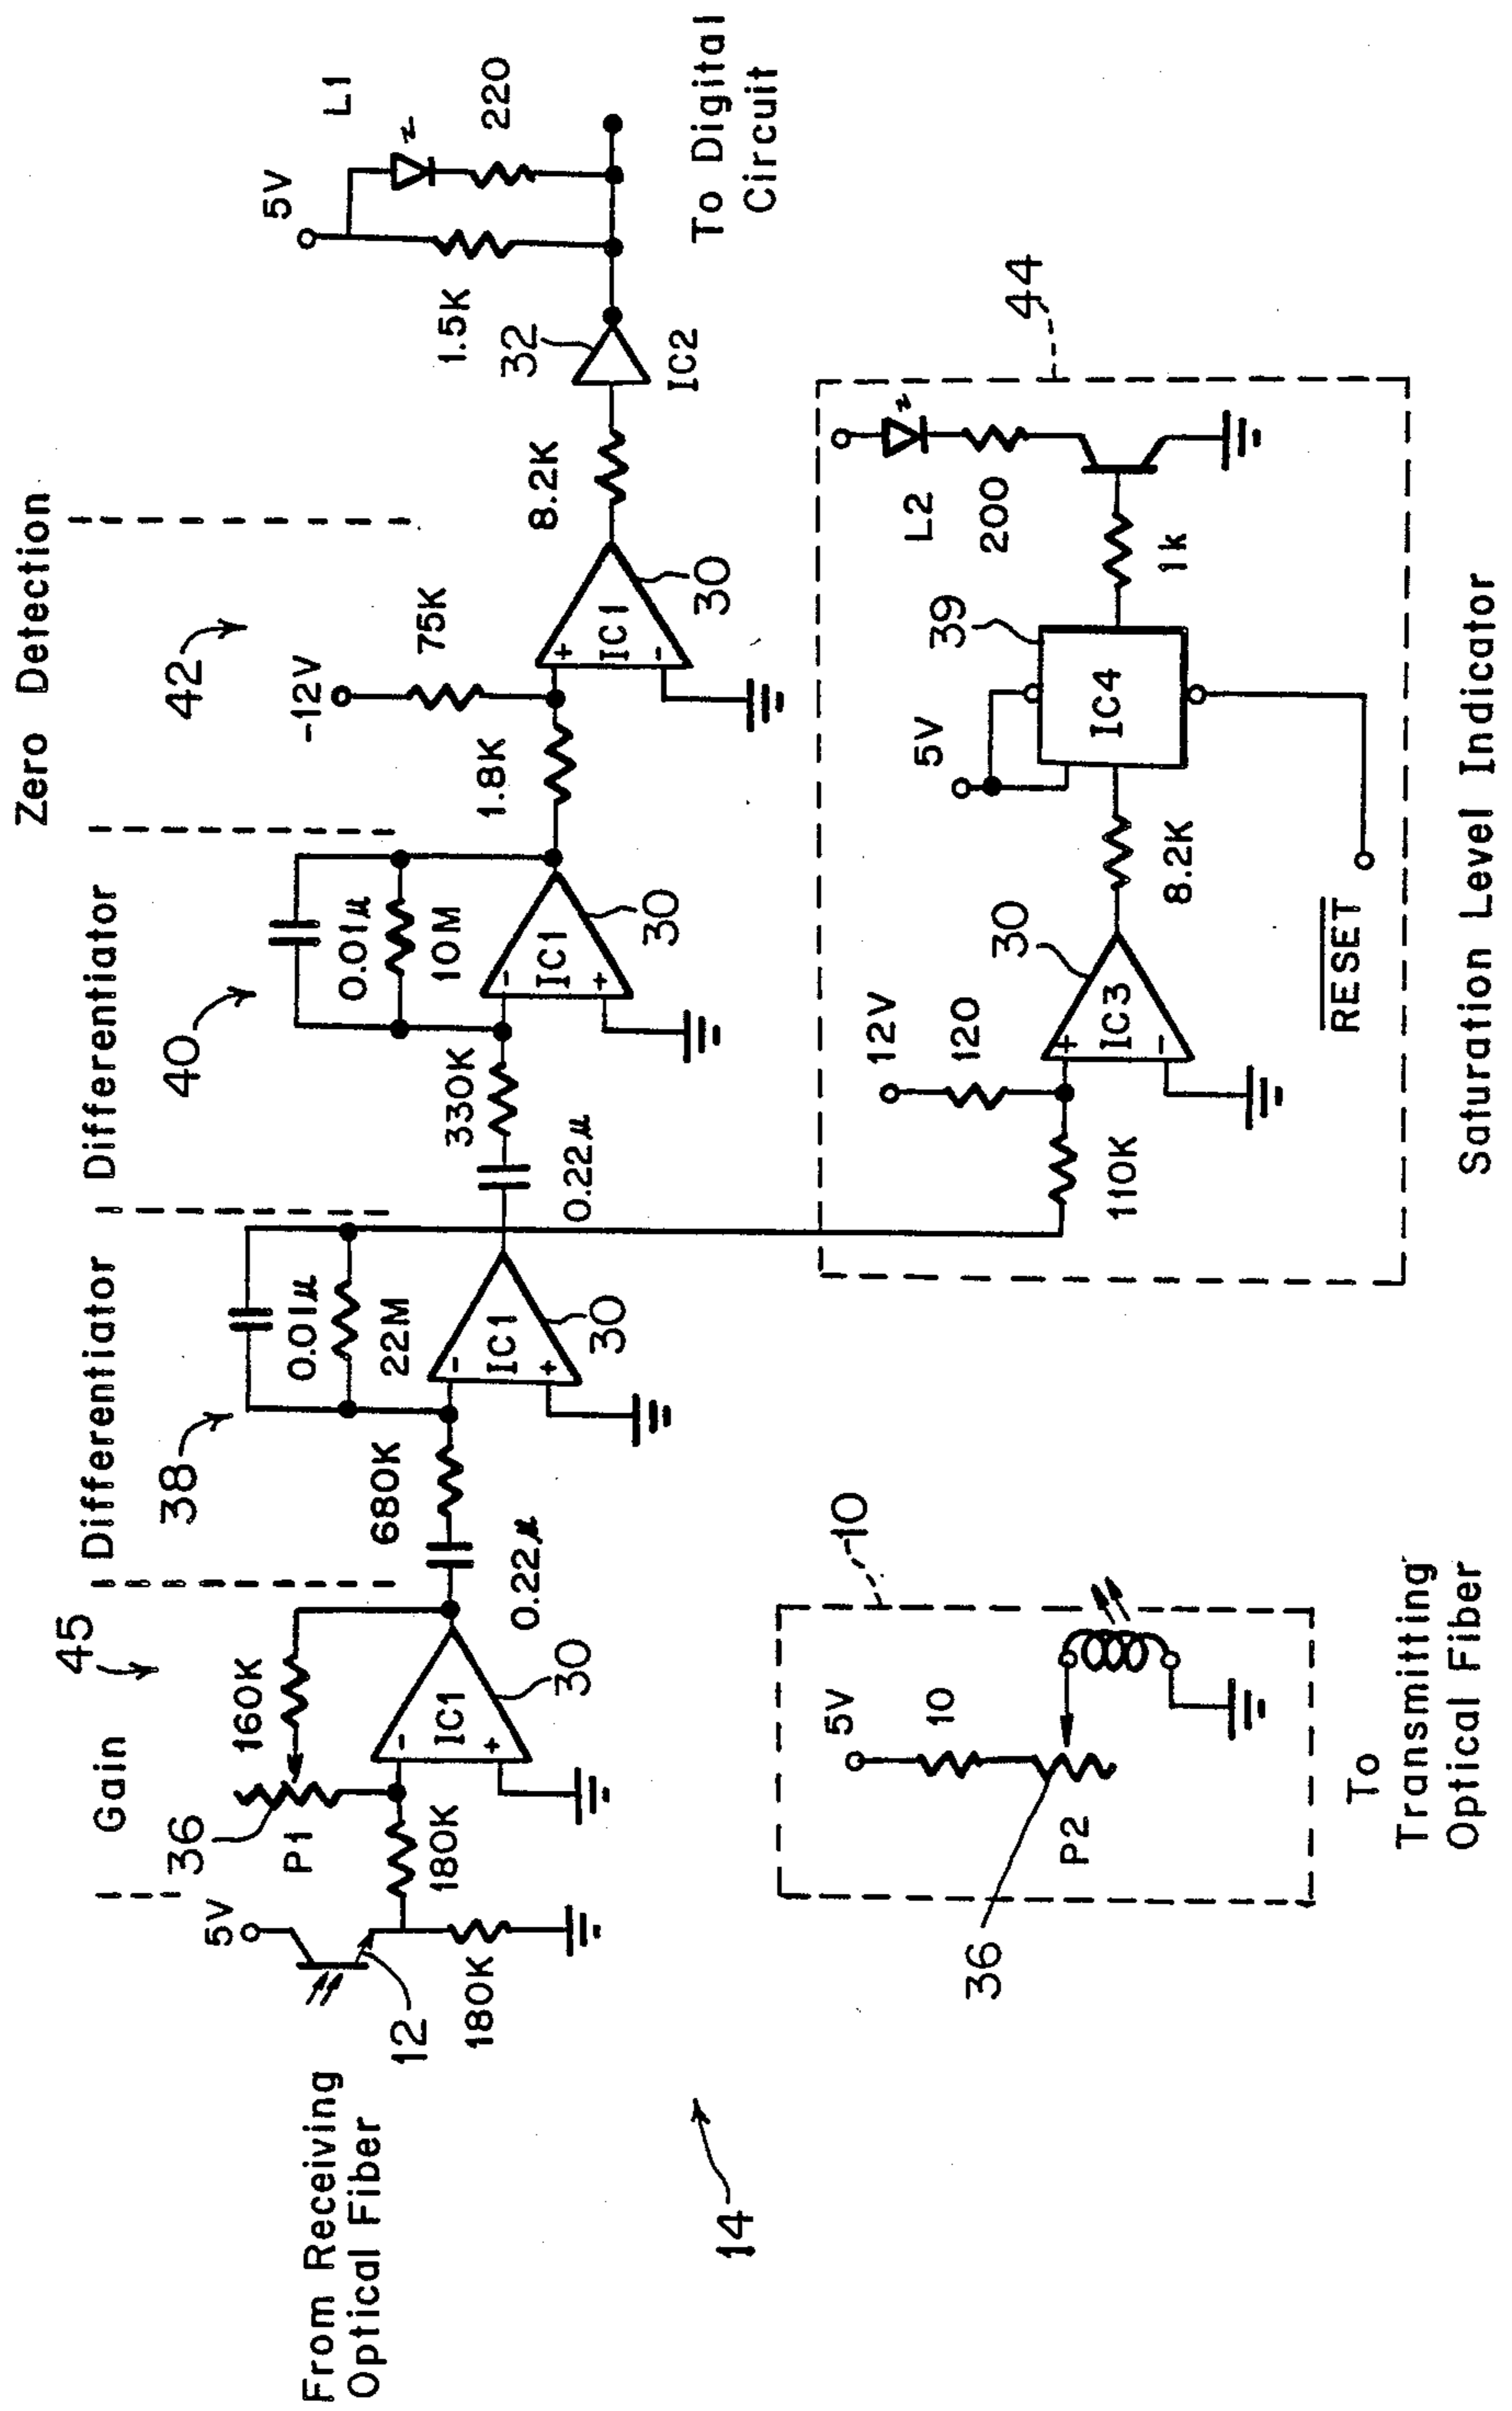 Gain
Differentiator
Differentiator
Zero Detection
45
38
40
42
36
P1
160K
5V
12
180K
180K
From Receiving
Optical Fiber
IC1
-
+
30
0.22μ
680K
0.01μ
22M
IC1
-
+
30
0.22μ
330K
0.01μ
10M
IC1
-
+
30
1.8K
-12V
75K
IC1
+
-
30
8.2K
32
IC2
1.5K
5V
L1
220
To Digital
Circuit
14
5V
10
P2
36
10
To
Transmitting
Optical Fiber
110K
12V
120
IC3
+
-
30
8.2K
5V
IC4
39
RESET
1k
L2
200
44
Saturation Level Indicator